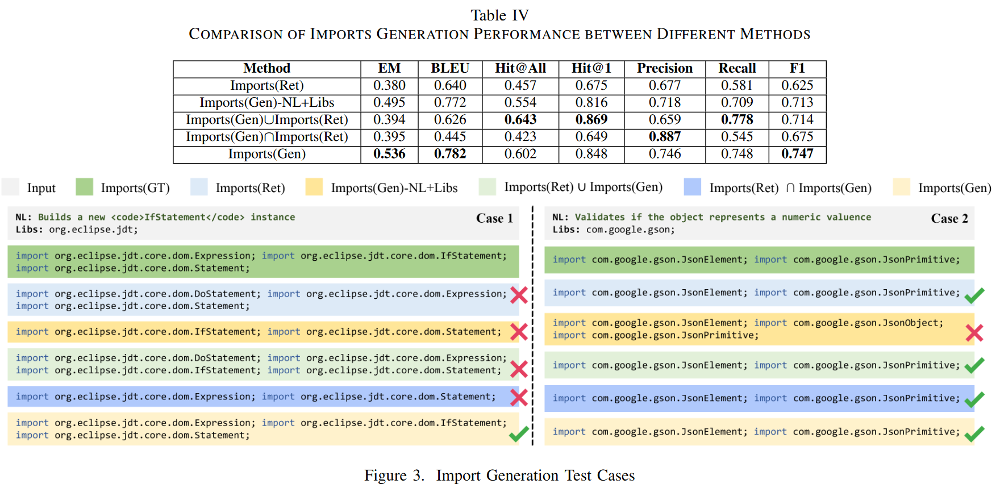 Table IV
COMPARISON OF IMPORTS GENERATION PERFORMANCE BETWEEN DIFFERENT METHODS
Method EM BLEU Hit@All Hit@1 Precision Recall F1
Imports(Ret) 0.380 0.640 0.457 0.675 0.677 0.581 0.625
Imports(Gen)-NL+Libs 0.495 0.772 0.554 0.816 0.718 0.709 0.713
Imports(Gen)∪Imports(Ret) 0.394 0.626 0.643 0.869 0.659 0.778 0.714
Imports(Gen)∩Imports(Ret) 0.395 0.445 0.423 0.649 0.887 0.545 0.675
Imports(Gen) 0.536 0.782 0.602 0.848 0.746 0.748 0.747
Input Imports(GT) Imports(Ret) Imports(Gen)-NL+Libs Imports(Ret) ∪ Imports(Gen) Imports(Ret) ∩ Imports(Gen) Imports(Gen)
NL: Builds a new <code>IfStatement</code> instance Case 1
Libs: org.eclipse.jdt;
import org.eclipse.jdt.core.dom.Expression; import org.eclipse.jdt.core.dom.IfStatement;
import org.eclipse.jdt.core.dom.Statement;
import org.eclipse.jdt.core.dom.DoStatement; import org.eclipse.jdt.core.dom.Expression;
import org.eclipse.jdt.core.dom.Statement;
import org.eclipse.jdt.core.dom.IfStatement; import org.eclipse.jdt.core.dom.Statement;
import org.eclipse.jdt.core.dom.DoStatement; import org.eclipse.jdt.core.dom.Expression;
import org.eclipse.jdt.core.dom.IfStatement; import org.eclipse.jdt.core.dom.Statement;
import org.eclipse.jdt.core.dom.Expression; import org.eclipse.jdt.core.dom.Statement;
import org.eclipse.jdt.core.dom.Expression; import org.eclipse.jdt.core.dom.IfStatement;
import org.eclipse.jdt.core.dom.Statement;
NL: Validates if the object represents a numeric valuence Case 2
Libs: com.google.gson;
import com.google.gson.JsonElement; import com.google.gson.JsonPrimitive;
import com.google.gson.JsonElement; import com.google.gson.JsonPrimitive;
import com.google.gson.JsonElement; import com.google.gson.JsonObject;
import com.google.gson.JsonPrimitive;
import com.google.gson.JsonElement; import com.google.gson.JsonPrimitive;
import com.google.gson.JsonElement; import com.google.gson.JsonPrimitive;
import com.google.gson.JsonElement; import com.google.gson.JsonPrimitive;
Figure 3. Import Generation Test Cases